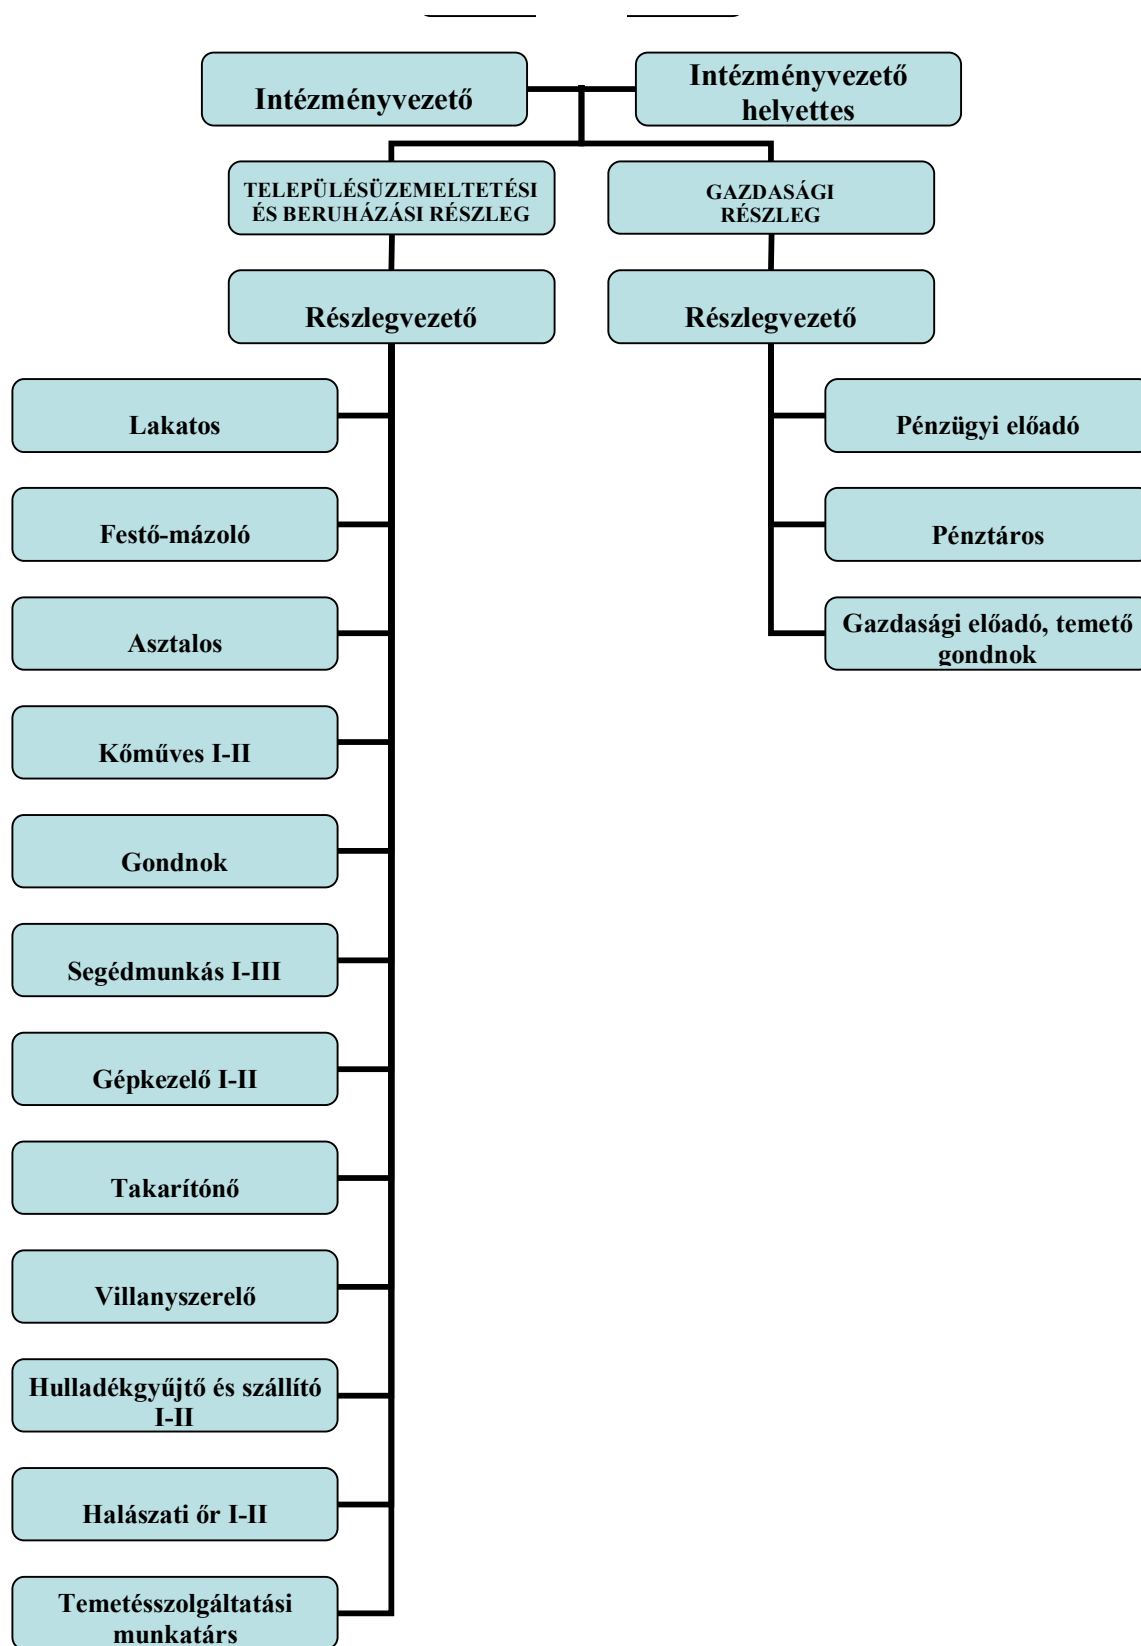 Intézményvezető
Intézményvezető
helvettes
TELEPÜLÉSÜZEMELTETÉSI
ÉS BERUHÁZÁSI RÉSZLEG
GAZDASÁGI
RÉSZLEG
Részlegvezető
Részlegvezető
Lakatos
Pénzügyi előadó
Festő-mázoló
Pénztáros
Asztalos
Gazdasági előadó, temető
gondnok
Kőműves I-II
Gondnok
Segédmunkás I-III
Gépkezelő I-II
Takarítónő
Villanyszerelő
Hulladékgyűjtő és szállító
I-II
Halászati őr I-II
Temetésszolgáltatási
munkatárs